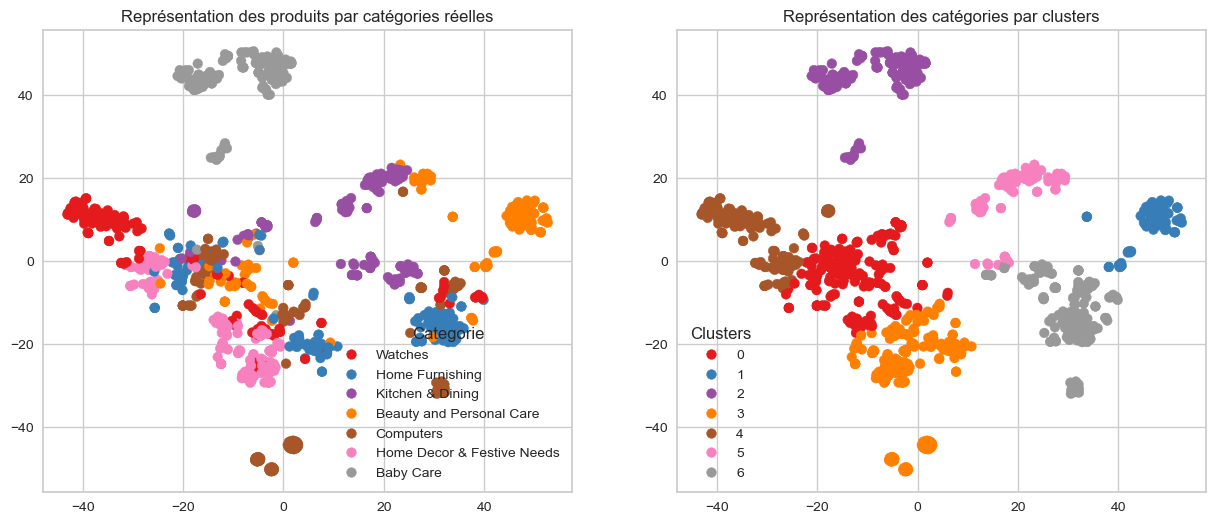 Représentation des produits par catégories réelles
40
20
0
−20
−40
−40
−20
0
20
40
Categorie
Watches
Home Furnishing
Kitchen & Dining
Beauty and Personal Care
Computers
Home Decor & Festive Needs
Baby Care
Représentation des catégories par clusters
40
20
0
−20
−40
−40
−20
0
20
40
Clusters
0
1
2
3
4
5
6